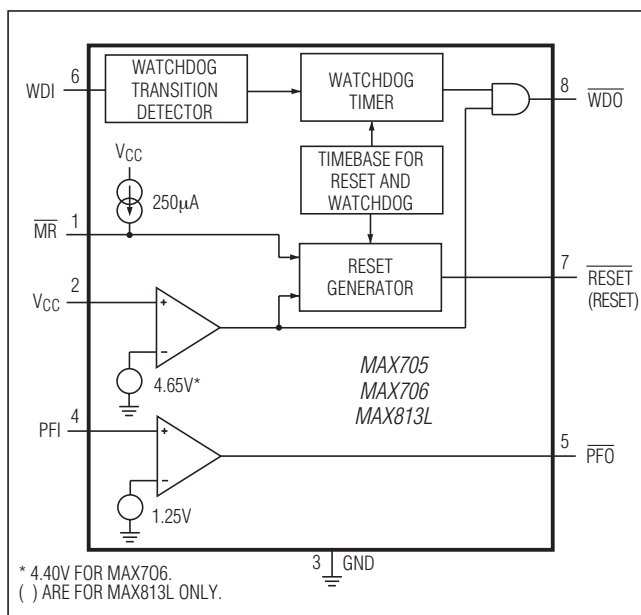 WDI
6
WATCHDOG
TRANSITION
DETECTOR
WATCHDOG
TIMER
8
WDO
VCC
250µA
TIMEBASE FOR
RESET AND
WATCHDOG
1
MR
RESET
GENERATOR
7
RESET
(RESET)
2
VCC
+
−
4.65V*
MAX705
MAX706
MAX813L
4
PFI
+
−
5
PFO
1.25V
3 GND
* 4.40V FOR MAX706.
( ) ARE FOR MAX813L ONLY.